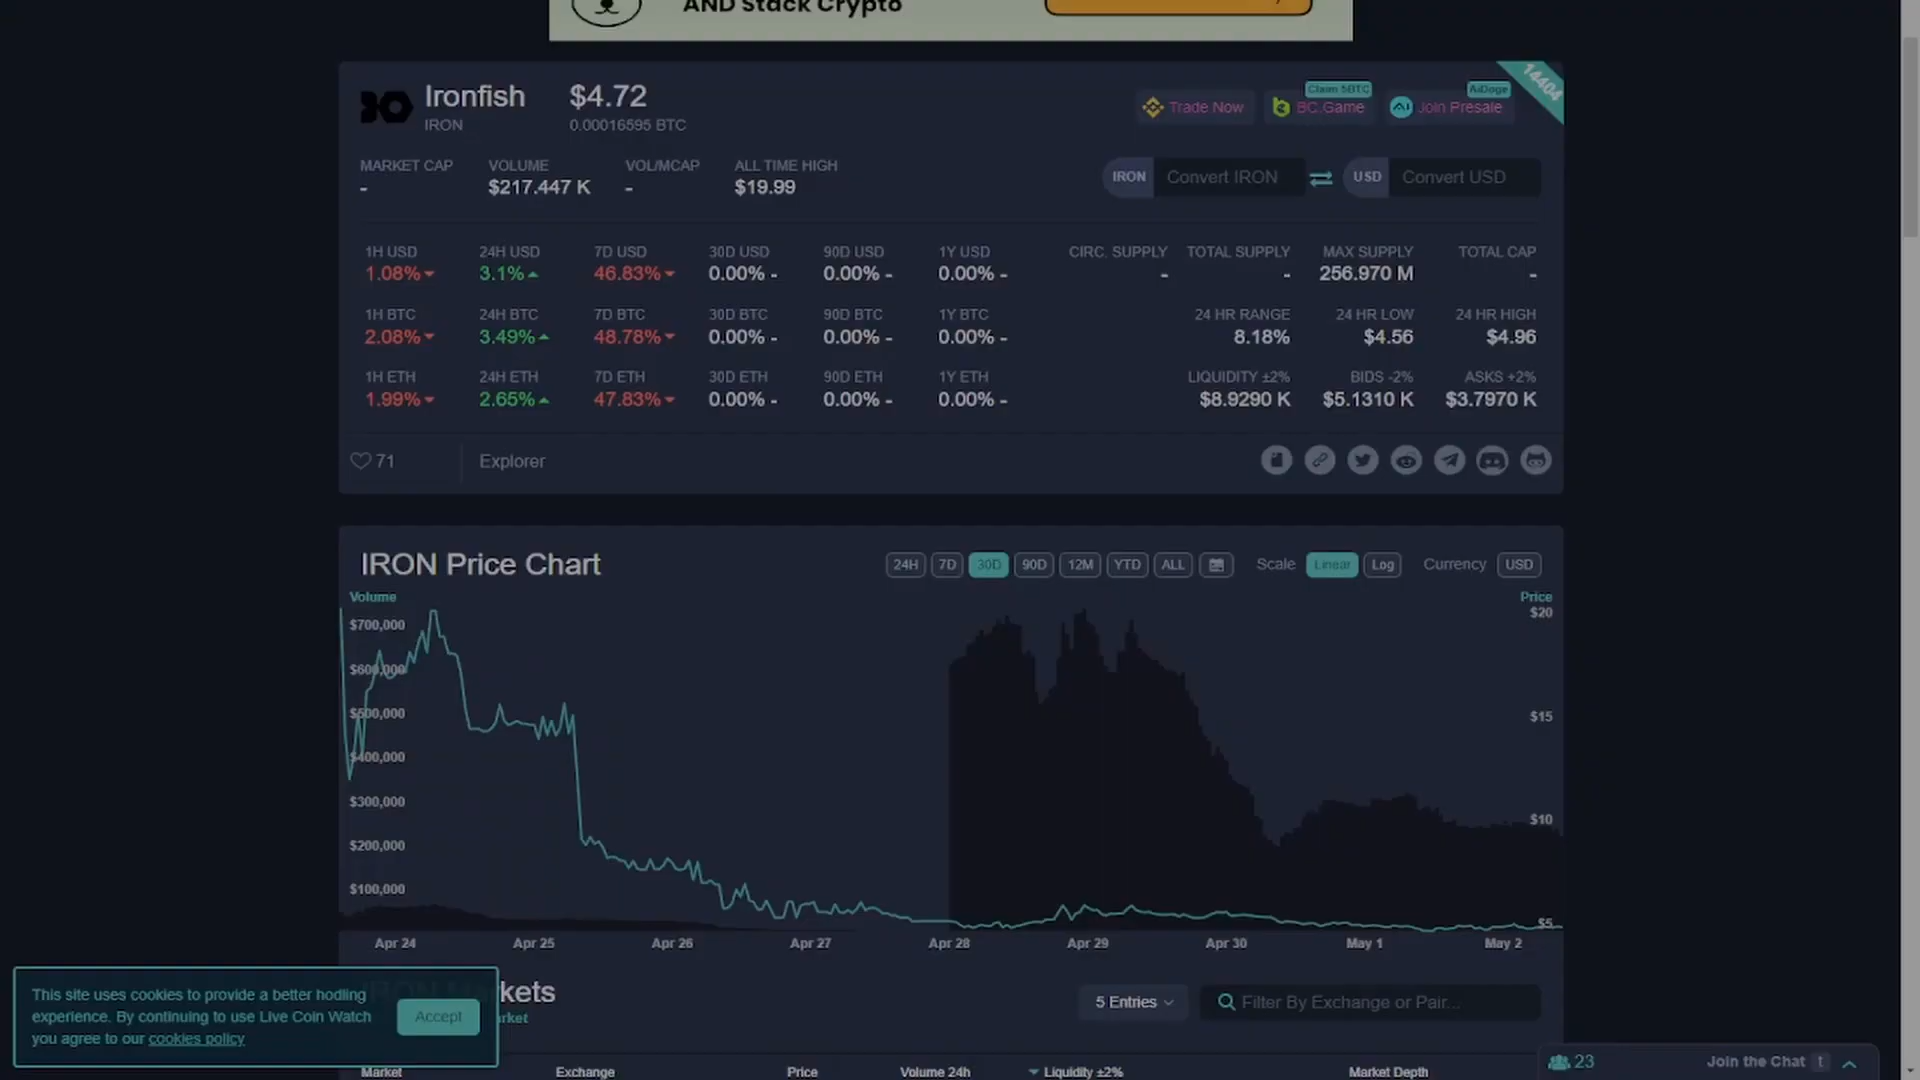 AND Stack Crypto
Ironfish
IRON
$4.72
0.00016595 BTC
Trade Now
Claim 5BTC
BC.Game
AiDoge
Join Presale
14404
MARKET CAP
-
VOLUME
$217.447 K
VOL/MCAP
-
ALL TIME HIGH
$19.99
IRON
Convert IRON
USD
Convert USD
1H USD 24H USD 7D USD 30D USD 90D USD 1Y USD
1.08% 3.1% 46.83% 0.00% - 0.00% - 0.00% -
CIRC. SUPPLY TOTAL SUPPLY MAX SUPPLY TOTAL CAP
- - 256.970 M -
1H BTC 24H BTC 7D BTC 30D BTC 90D BTC 1Y BTC
2.08% 3.49% 48.78% 0.00% - 0.00% - 0.00% -
24 HR RANGE 24 HR LOW 24 HR HIGH
8.18% $4.56 $4.96
1H ETH 24H ETH 7D ETH 30D ETH 90D ETH 1Y ETH
1.99% 2.65% 47.83% 0.00% - 0.00% - 0.00% -
LIQUIDITY ±2% BIDS -2% ASKS +2%
$8.9290 K $5.1310 K $3.7970 K
71
Explorer
IRON Price Chart
24H 7D 30D 90D 12M YTD ALL
Scale Linear Log
Currency USD
Volume
$700,000
$600,000
$500,000
$400,000
$300,000
$200,000
$100,000
Price
$20
$15
$10
$5
Apr 24 Apr 25 Apr 26 Apr 27 Apr 28 Apr 29 Apr 30 May 1 May 2
5 Entries
Filter By Exchange or Pair...
This site uses cookies to provide a better hodling
experience. By continuing to use Live Coin Watch
you agree to our cookies policy
Accept
Market Exchange Price Volume 24h Liquidity ±2% Market Depth
23
Join the Chat t